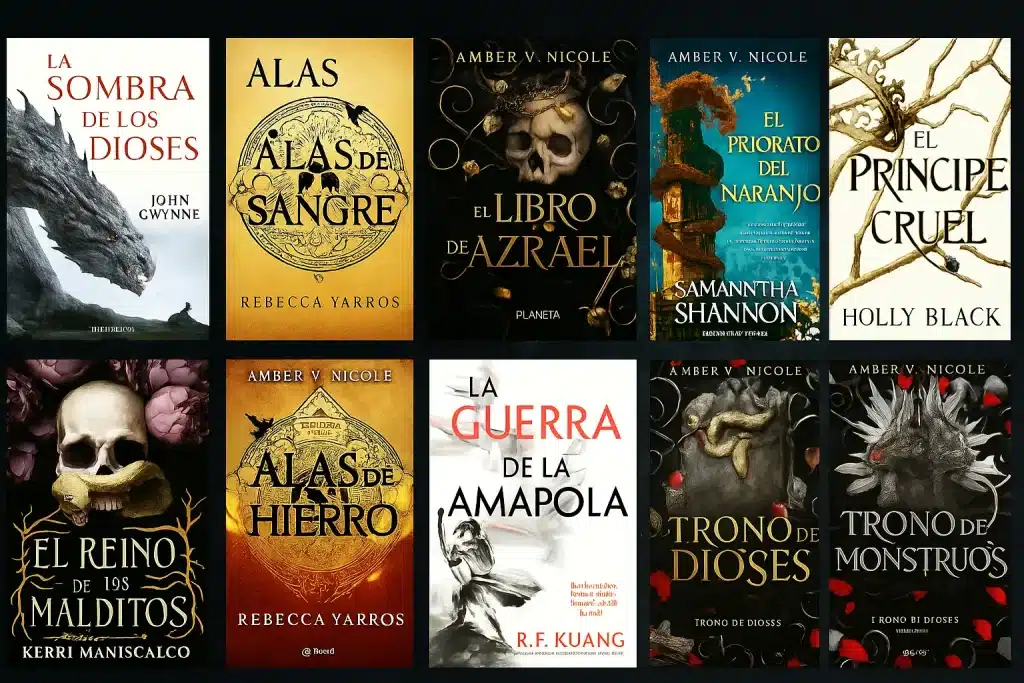 LA
SOMBRA
DE LOS
DIOSES
JOHN
GWYNNE
ALAS
ALAS DE
SANGRE
REBECCA YARROS
AMBER V. NICOLE
EL LIBRO
DE AZRAEL
PLANETA
AMBER V. NICOLE
EL
PRIORATO
DEL
NARANJO
SAMANNTHA
SHANNON
EL
PRINCIPE
CRUEL
HOLLY BLACK
EL REINO
DE 198
MALDITOS
KERRI MANISCALCO
AMBER V. NICOLE
ALAS DE
HIERRO
REBECCA YARROS
LA
GUERRA
DE LA
AMAPOLA
R.F. KUANG
AMBER V. NJCOLE
TRONO DE
DIOSES
TRONO DE DIOSSS
AMBER V. NICOLE
TRONO DE
MONSTRUOS